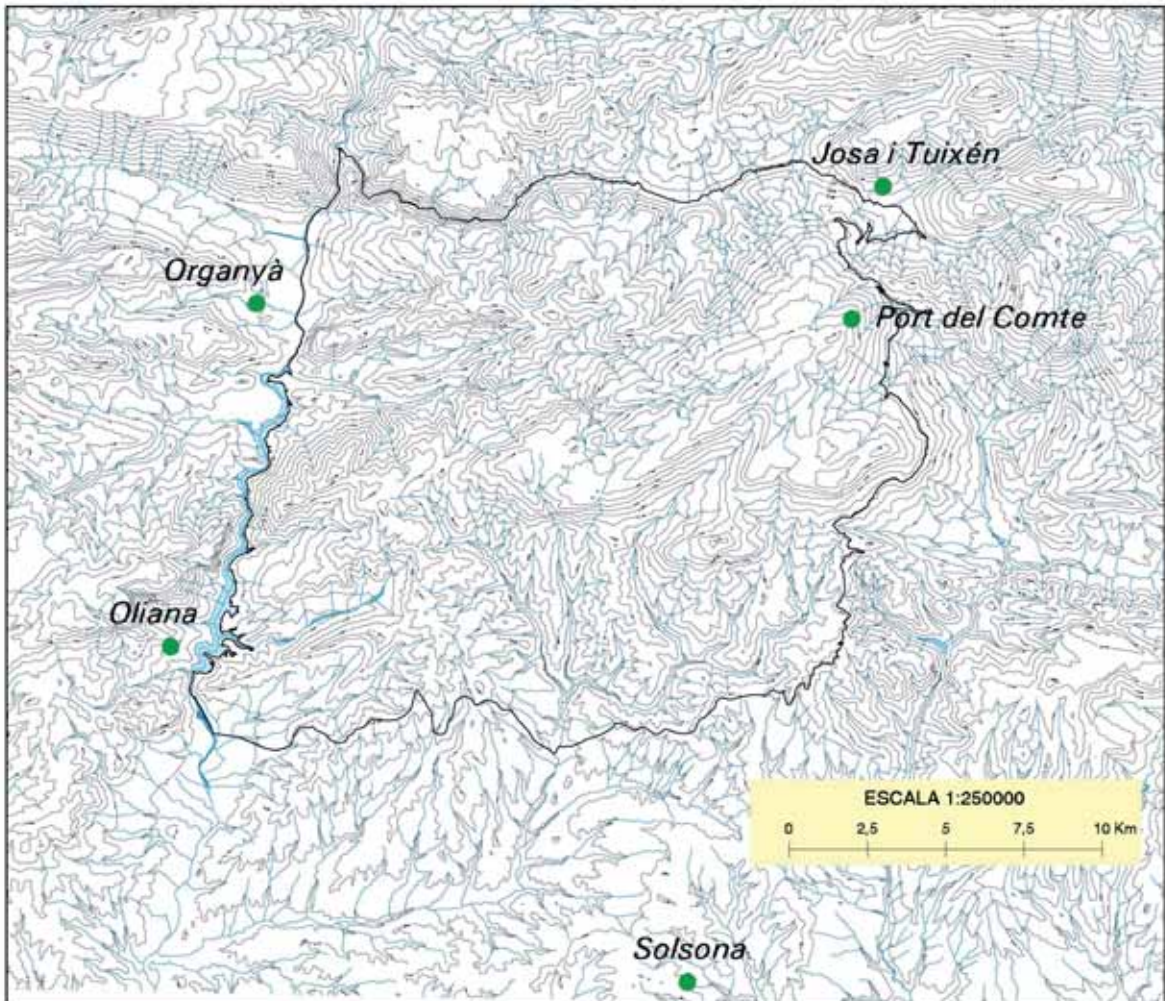 Josa i Tuixén
Organyà
Port del Comte
Oliana
ESCALA 1:250000
0 2,5 5 7,5 10 Km
Solsona